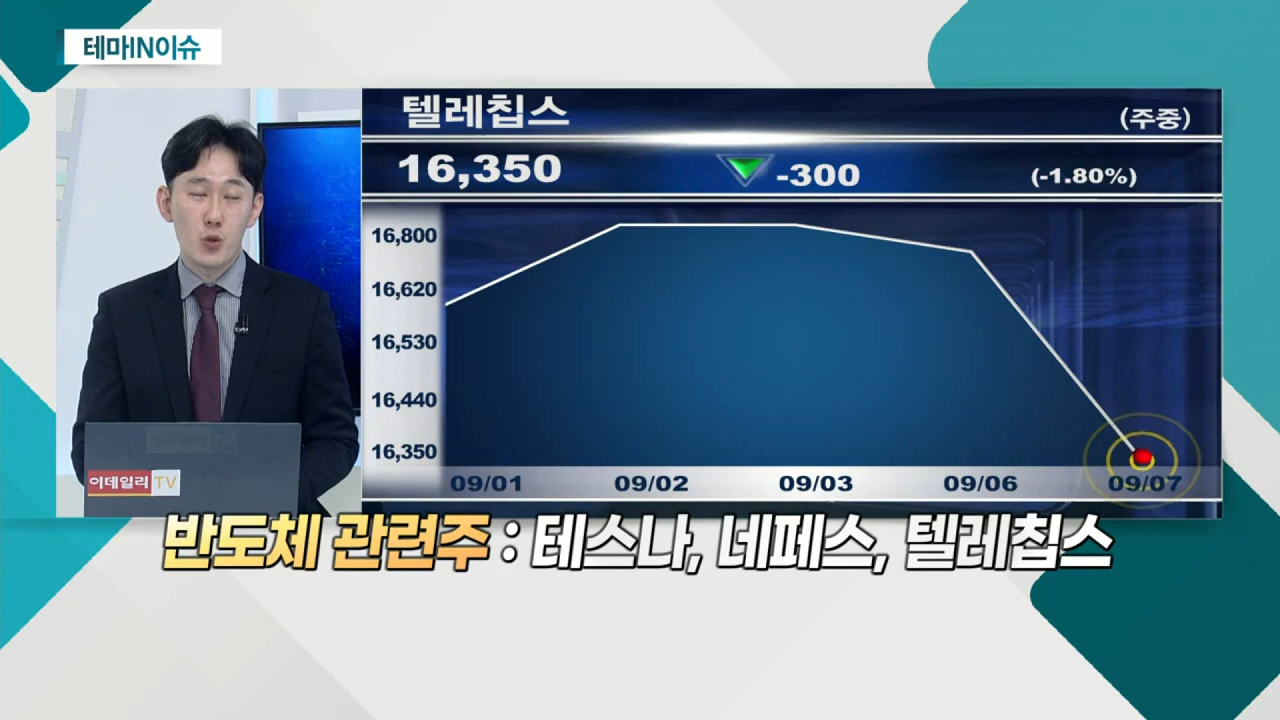 테마IN이슈
텔레칩스
(주중)
16,350
-300
(-1.80%)
16,800
16,620
16,530
16,440
16,350
09/01
09/02
09/03
09/06
09/07
이데일리TV
반도체 관련주 : 테스나, 네페스, 텔레칩스